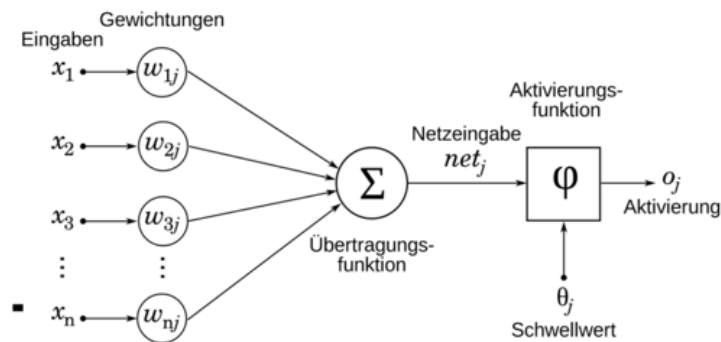 Gewichtungen
Eingaben
x₁
w₁ⱼ
x₂
w₂ⱼ
x₃
w₃ⱼ
⋮
⋮
xₙ
wₙⱼ
Σ
Übertragungs-
funktion
Netzeingabe
netⱼ
Aktivierungs-
funktion
φ
oⱼ
Aktivierung
θⱼ
Schwellwert